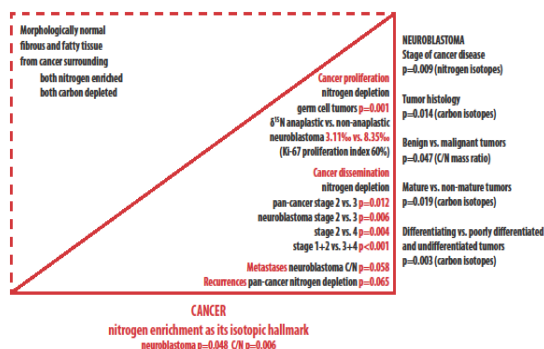 Morphologically normal
fibrous and fatty tissue
from cancer surrounding
both nitrogen enriched
both carbon depleted
Cancer proliferation
nitrogen depletion
germ cell tumors p=0.001
δ¹⁵N anaplastic vs. non-anaplastic
neuroblastoma 3.11‰ vs. 8.35‰
(Ki-67 proliferation index 60%)
Cancer dissemination
nitrogen depletion
pan-cancer stage 2 vs. 3 p=0.012
neuroblastoma stage 2 vs. 3 p=0.006
stage 2 vs. 4 p=0.004
stage 1+2 vs. 3+4 p<0.001
Metastases neuroblastoma C/N p=0.058
Recurrences pan-cancer nitrogen depletion p=0.065
NEUROBLASTOMA
Stage of cancer disease
p=0.009 (nitrogen isotopes)
Tumor histology
p=0.014 (carbon isotopes)
Benign vs. malignant tumors
p=0.047 (C/N mass ratio)
Mature vs. non-mature tumors
p=0.019 (carbon isotopes)
Differentiating vs. poorly differentiated
and undifferentiated tumors
p=0.003 (carbon isotopes)
CANCER
nitrogen enrichment as its isotopic hallmark
neuroblastoma p=0.048 C/N p=0.006